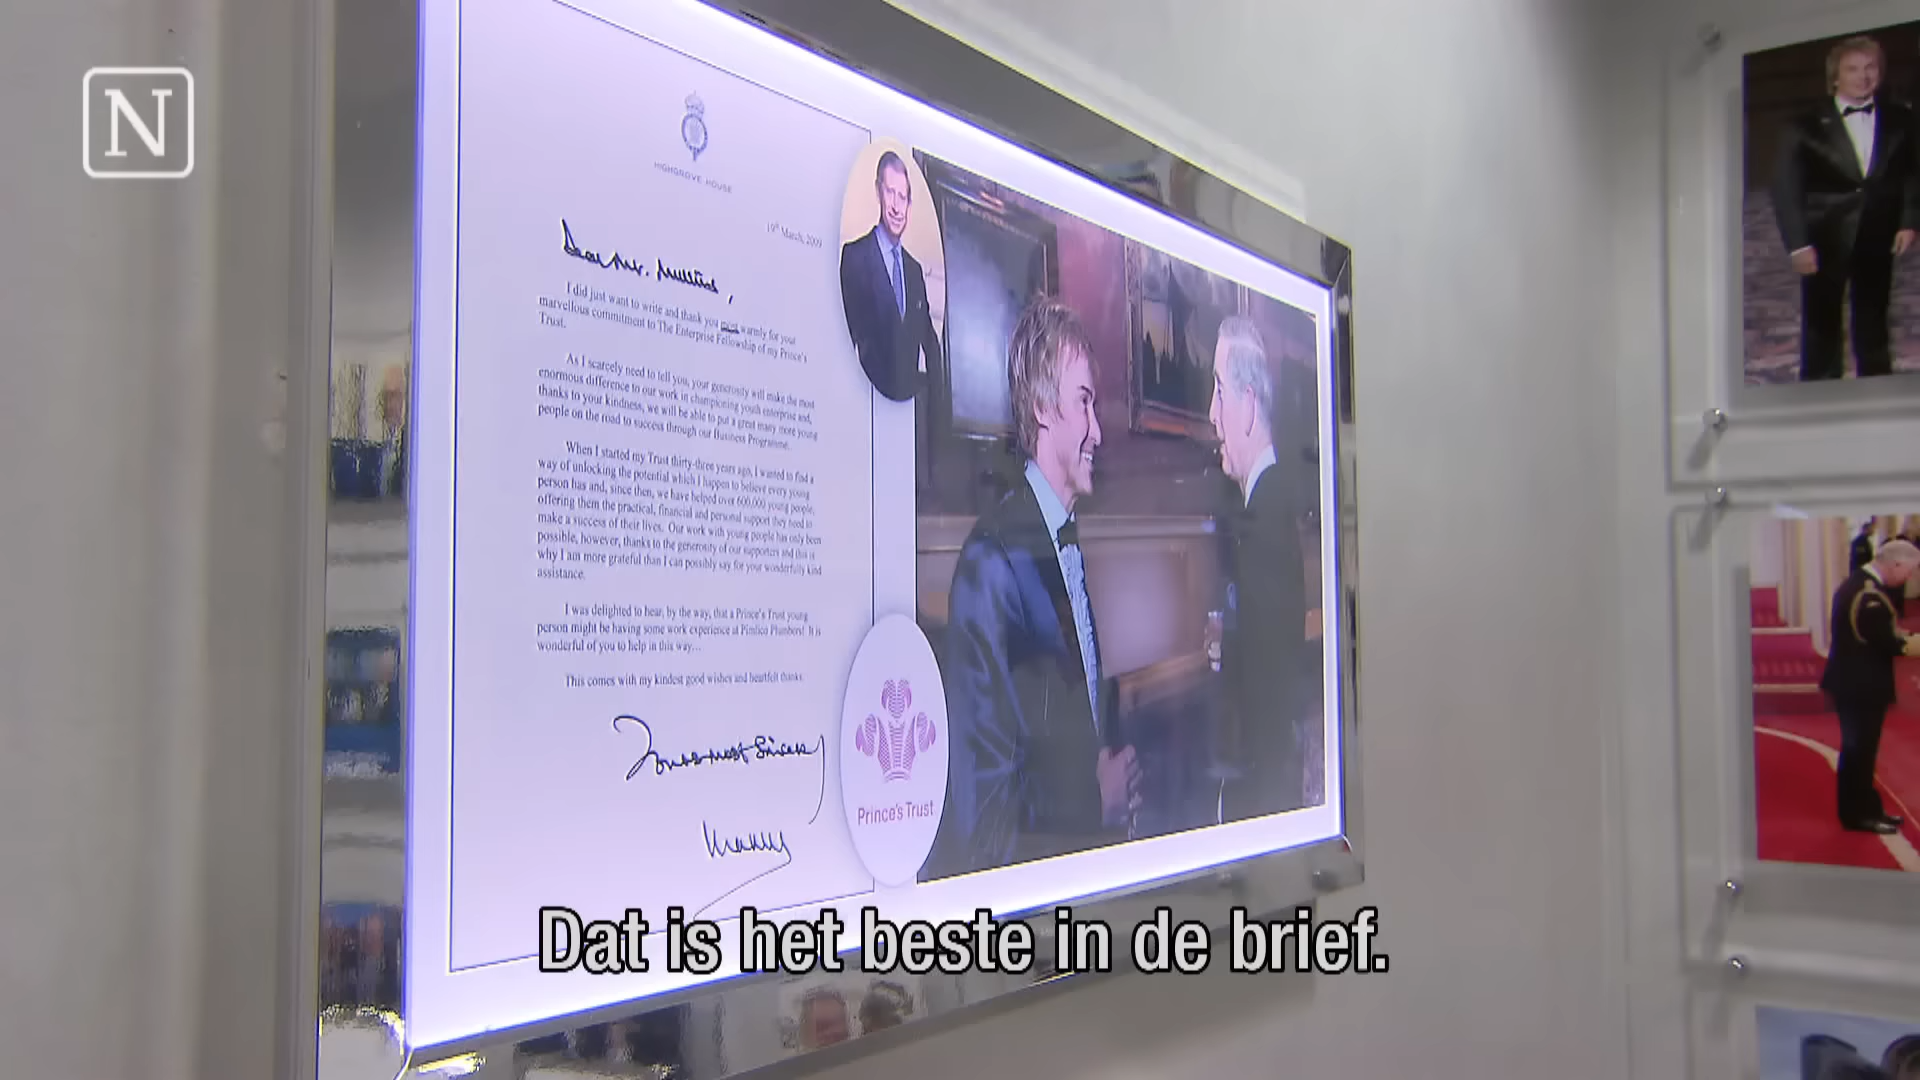 N
HIGHGROVE HOUSE
19th March, 2009
Dear Mr. Mullins,
I did just want to write and thank you most warmly for your
marvellous commitment to The Enterprise Fellowship of my Prince's
Trust.
As I scarcely need to tell you, your generosity will make the most
enormous difference to our work in championing youth enterprise and,
thanks to your kindness, we will be able to put a great many more young
people on the road to success through our Business Programme.
When I started my Trust thirty-three years ago, I wanted to find a
way of unlocking the potential which I happen to believe every young
person has and, since then, we have helped over 600,000 young people,
offering them the practical, financial and personal support they need to
make a success of their lives. Our work with young people has only been
possible, however, thanks to the generosity of our supporters and this is
why I am more grateful than I can possibly say for your wonderfully kind
assistance.
I was delighted to hear, by the way, that a Prince's Trust young
person might be having some work experience at Pimlico Plumbers! It is
wonderful of you to help in this way...
This comes with my kindest good wishes and heartfelt thanks.
Yours most sincerely
Prince's Trust
Dat is het beste in de brief.